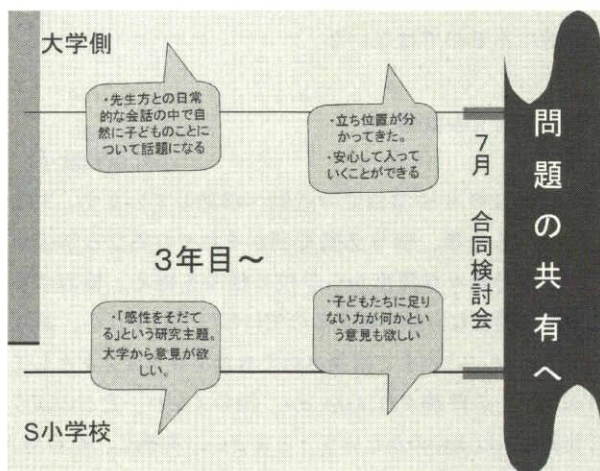 大学側
・先生方との日常
的な会話の中で自
然に子どものことに
ついて話題になる
・立ち位置が分
かってきた。
・安心して入って
いくことができる
7月 合同検討会
問題の共有へ
3年目～
・「感性をそだて
る」という研究主題。
大学から意見が欲
しい。
・子どもたちに足り
ない力が何かとい
う意見も欲しい
S小学校